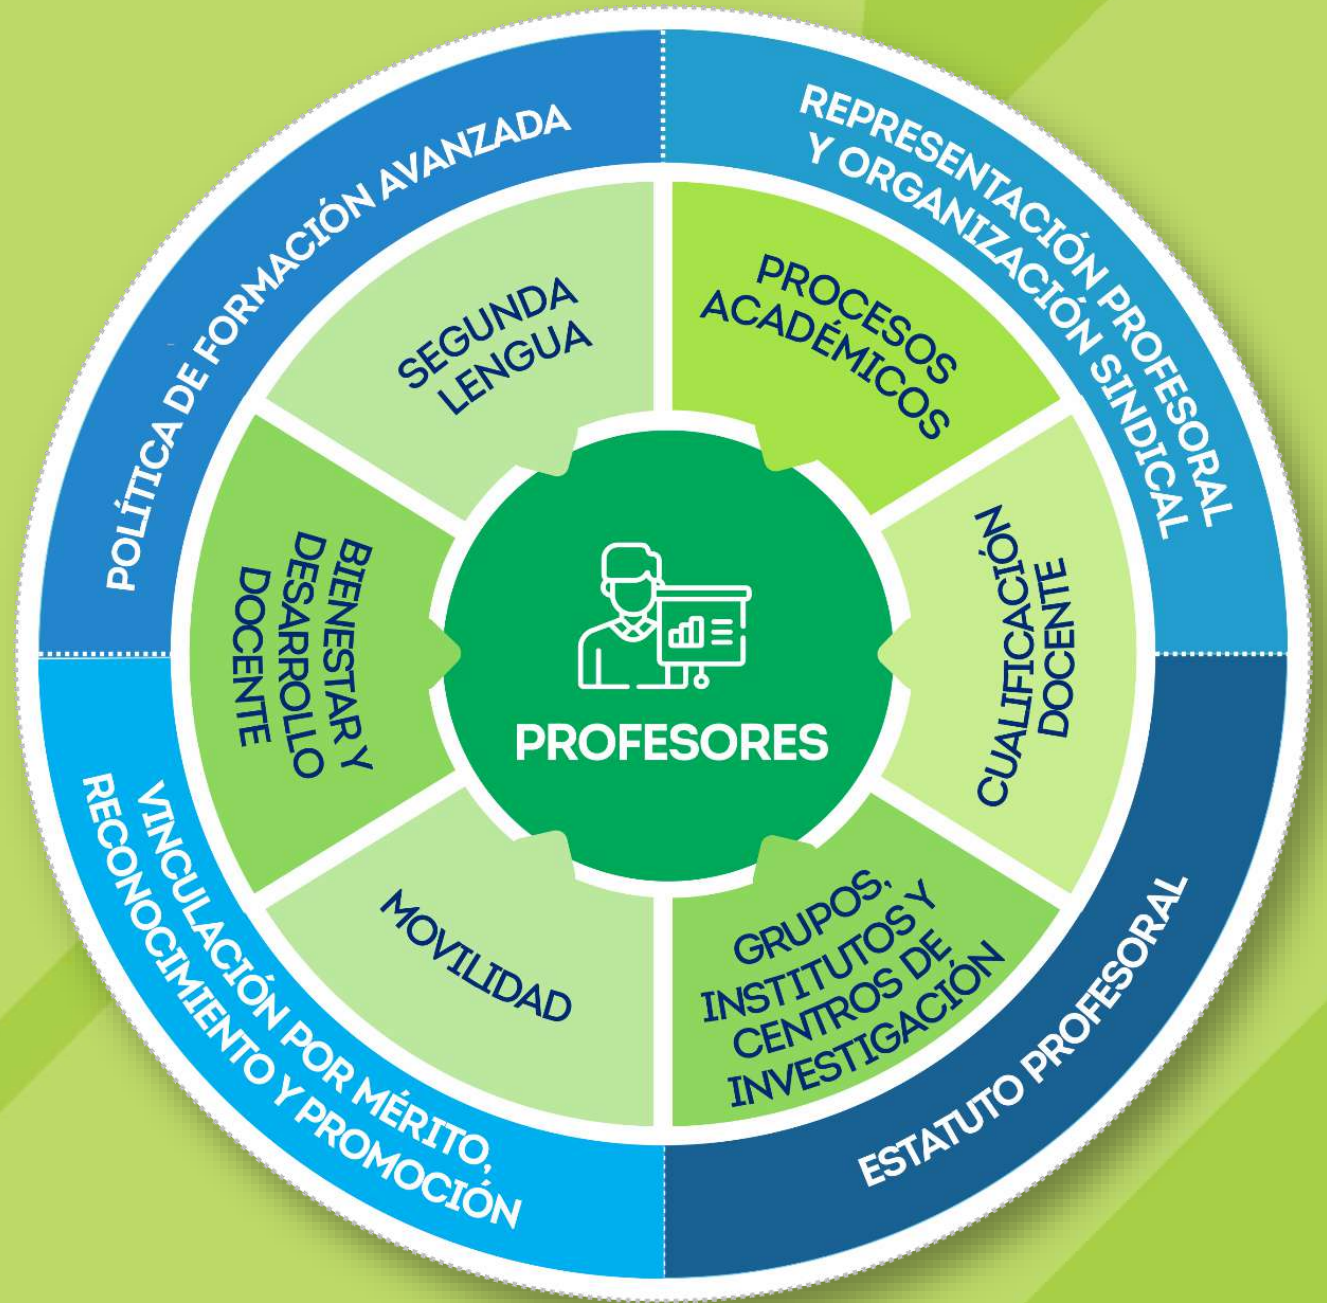 POLÍTICA DE FORMACIÓN AVANZADA
REPRESENTACIÓN PROFESORAL
Y ORGANIZACIÓN SINDICAL
ESTATUTO PROFESORAL
VINCULACIÓN POR MÉRITO,
RECONOCIMIENTO Y PROMOCIÓN
SEGUNDA
LENGUA
PROCESOS
ACADÉMICOS
CUALIFICACIÓN
DOCENTE
GRUPOS,
INSTITUTOS Y
CENTROS DE
INVESTIGACIÓN
MOVILIDAD
BIENESTAR Y
DESARROLLO
DOCENTE
PROFESORES